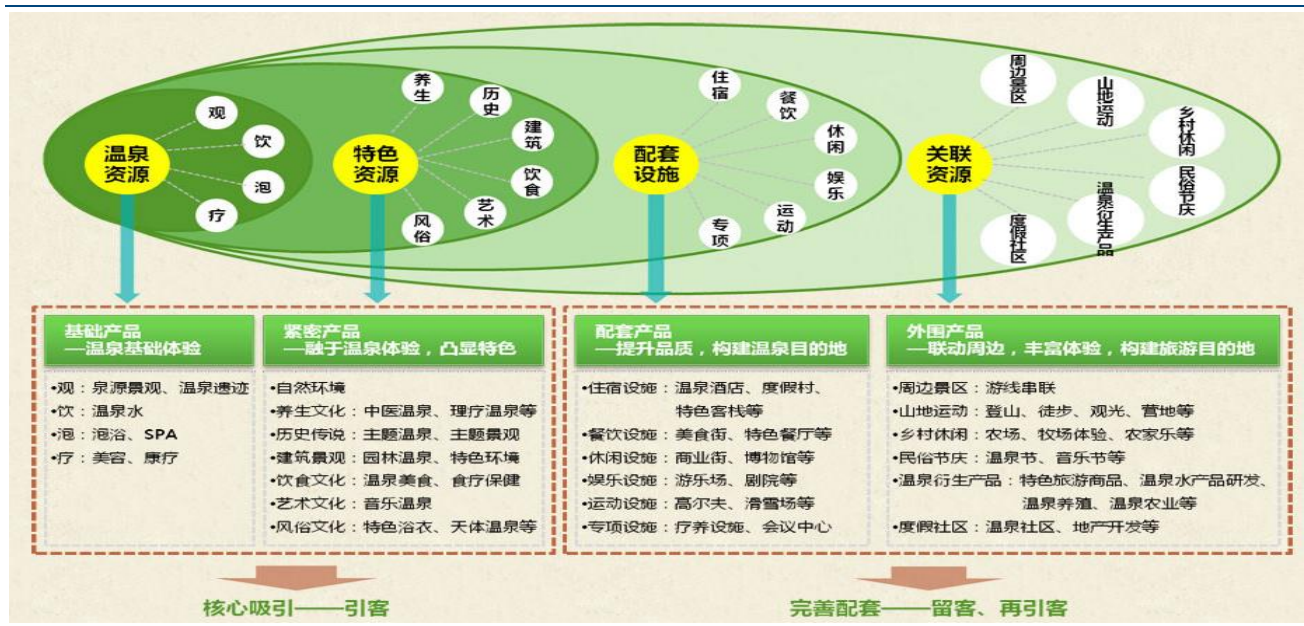 温泉
资源
观
饮
泡
疗
特色
资源
养生
历史
建筑
饮食
艺术
风俗
配套
设施
住宿
餐饮
休闲
娱乐
运动
专项
关联
资源
周边景区
山地运动
乡村休闲
民俗节庆
温泉衍生产品
度假社区
基础产品
—温泉基础体验
•观：泉源景观、温泉遗迹
•饮：温泉水
•泡：泡浴、SPA
•疗：美容、康疗
紧密产品
—融于温泉体验，凸显特色
•自然环境
•养生文化：中医温泉、理疗温泉等
•历史传说：主题温泉、主题景观
•建筑景观：园林温泉、特色环境
•饮食文化：温泉美食、食疗保健
•艺术文化：音乐温泉
•风俗文化：特色浴衣、天体温泉等
配套产品
—提升品质，构建温泉目的地
•住宿设施：温泉酒店、度假村、
特色客栈等
•餐饮设施：美食街、特色餐厅等
•休闲设施：商业街、博物馆等
•娱乐设施：游乐场、剧院等
•运动设施：高尔夫、滑雪场等
•专项设施：疗养设施、会议中心
外围产品
—联动周边，丰富体验，构建旅游目的地
•周边景区：游线串联
•山地运动：登山、徒步、观光、营地等
•乡村休闲：农场、牧场体验、农家乐等
•民俗节庆：温泉节、音乐节等
•温泉衍生产品：特色旅游商品、温泉水产品研发、
温泉养殖、温泉农业等
•度假社区：温泉社区、地产开发等
核心吸引——引客
完善配套——留客、再引客